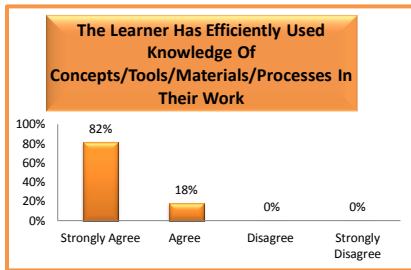 The Learner Has Efficiently Used
Knowledge Of
Concepts/Tools/Materials/Processes In
Their Work
100%
80%
60%
40%
20%
0%
82%
18%
0%
0%
Strongly Agree
Agree
Disagree
Strongly
Disagree